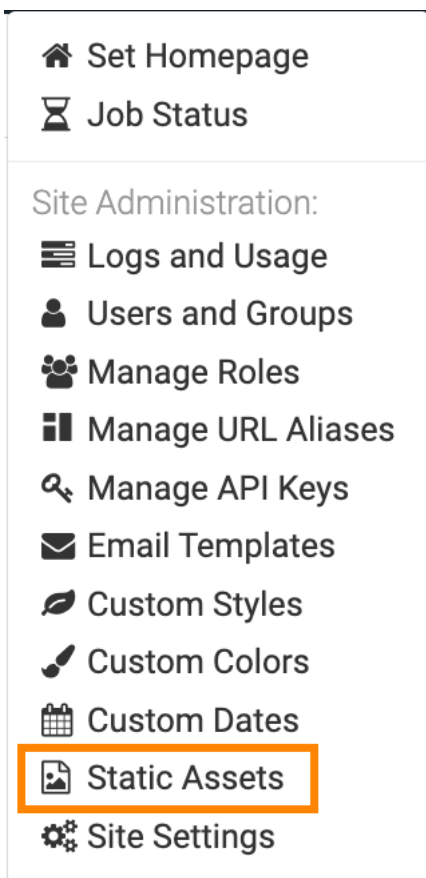 Set Homepage
Job Status
Site Administration:
Logs and Usage
Users and Groups
Manage Roles
Manage URL Aliases
Manage API Keys
Email Templates
Custom Styles
Custom Colors
Custom Dates
Static Assets
Site Settings